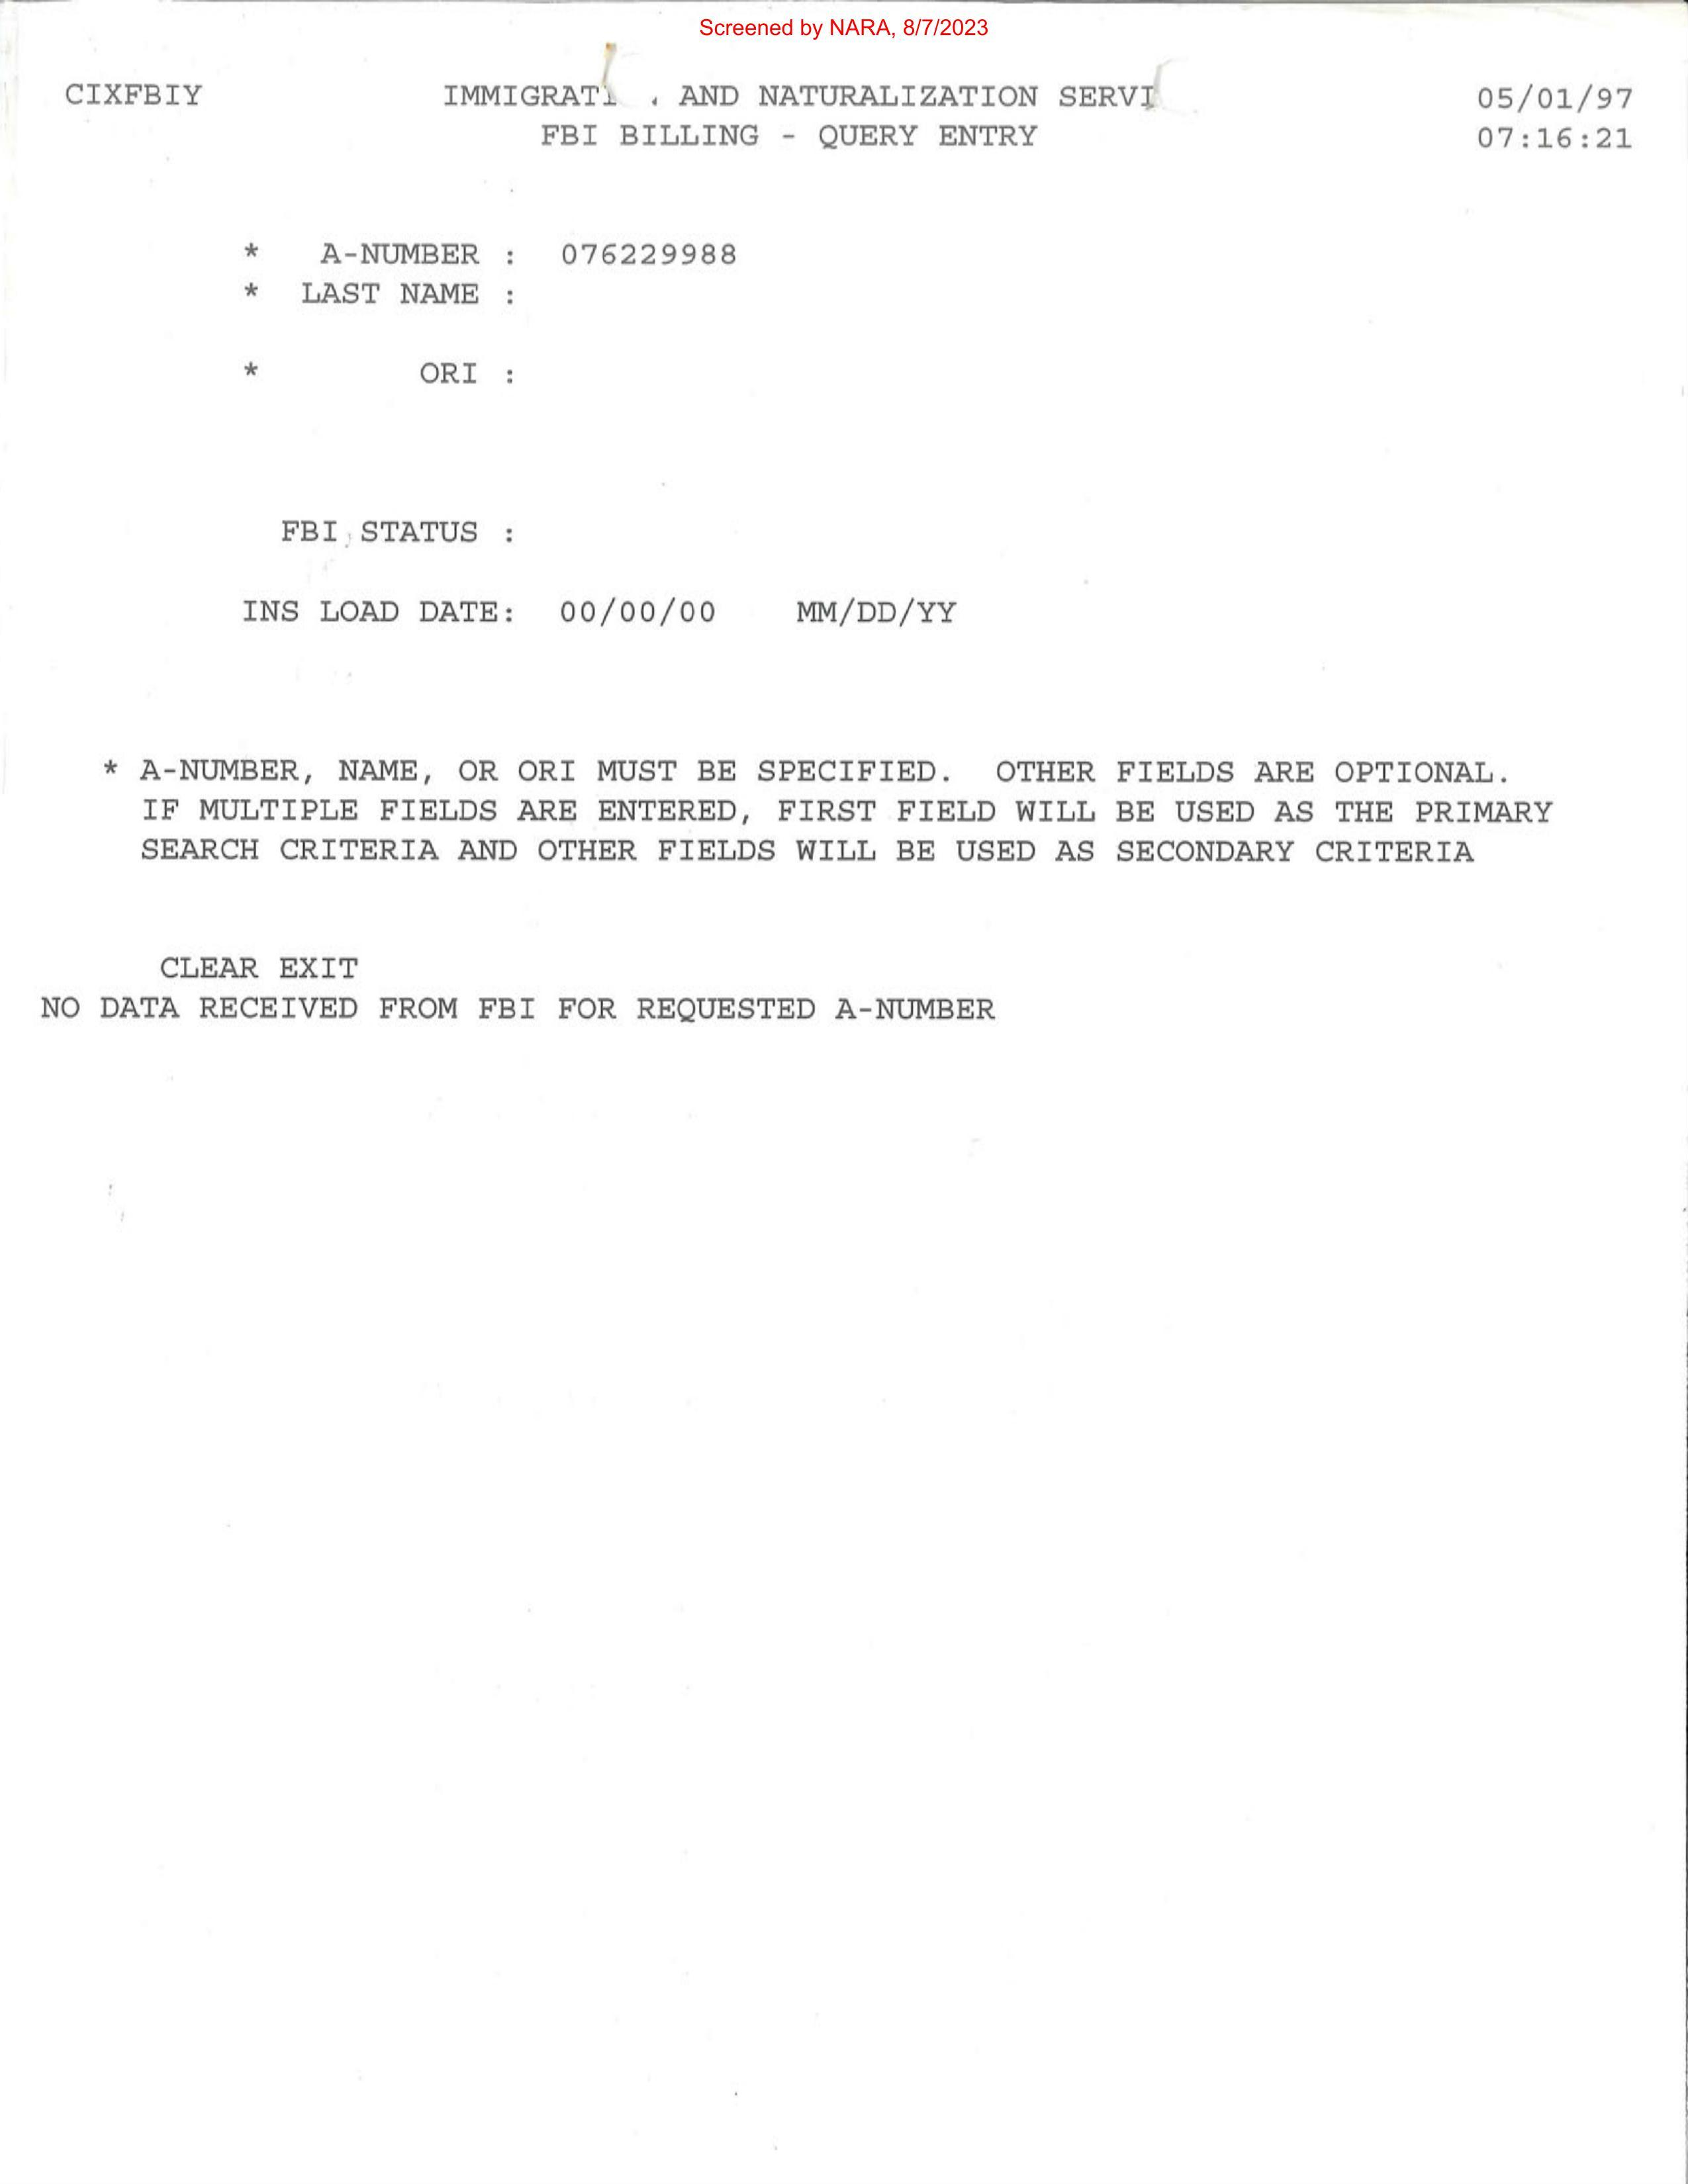 Screened by NARA, 8/7/2023
CIXFBIY IMMIGRAT AND NATURALIZATION SERVI 05/01/97
FBI BILLING - QUERY ENTRY 07:16:21
* A-NUMBER : 076229988
* LAST NAME :
* ORI :
FBI STATUS :
INS LOAD DATE: 00/00/00 MM/DD/YY
* A-NUMBER, NAME, OR ORI MUST BE SPECIFIED. OTHER FIELDS ARE OPTIONAL.
IF MULTIPLE FIELDS ARE ENTERED, FIRST FIELD WILL BE USED AS THE PRIMARY
SEARCH CRITERIA AND OTHER FIELDS WILL BE USED AS SECONDARY CRITERIA
CLEAR EXIT
NO DATA RECEIVED FROM FBI FOR REQUESTED A-NUMBER